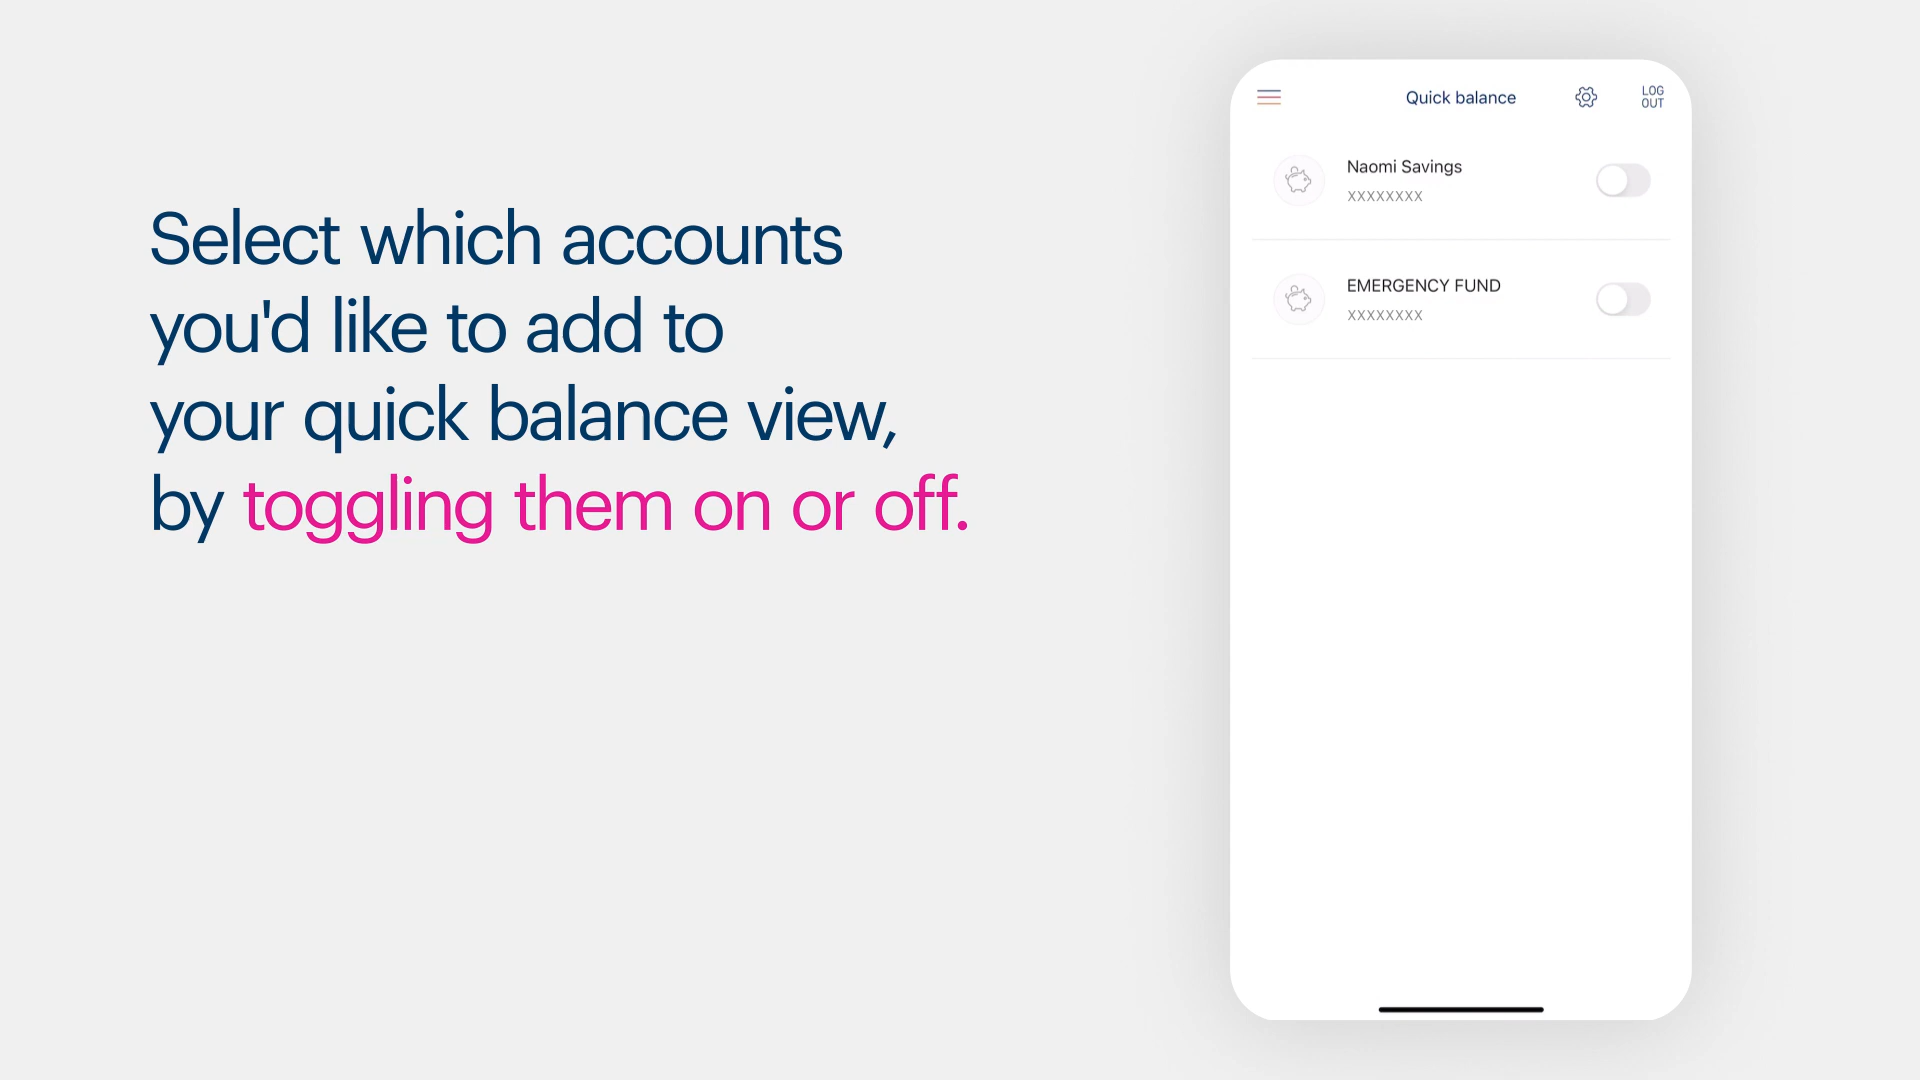 Select which accounts
you'd like to add to
your quick balance view,
by toggling them on or off.
Quick balance
LOG
OUT
Naomi Savings
XXXXXXXX
EMERGENCY FUND
XXXXXXXX